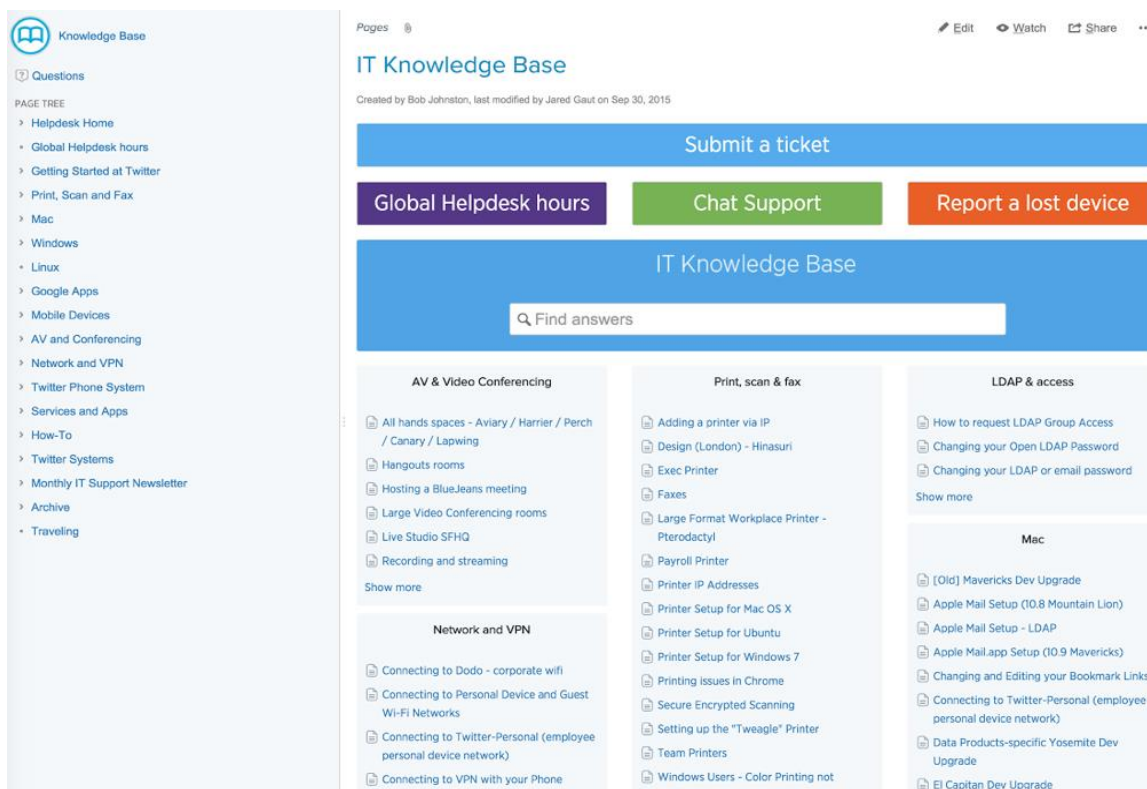 Knowledge Base
Questions
PAGE TREE
Helpdesk Home
Global Helpdesk hours
Getting Started at Twitter
Print, Scan and Fax
Mac
Windows
Linux
Google Apps
Mobile Devices
AV and Conferencing
Network and VPN
Twitter Phone System
Services and Apps
How-To
Twitter Systems
Monthly IT Support Newsletter
Archive
Traveling
Pages
Edit Watch Share
IT Knowledge Base
Created by Bob Johnston, last modified by Jared Gaut on Sep 30, 2015
Submit a ticket
Global Helpdesk hours
Chat Support
Report a lost device
IT Knowledge Base
Find answers
AV & Video Conferencing
All hands spaces - Aviary / Harrier / Perch
/ Canary / Lapwing
Hangouts rooms
Hosting a BlueJeans meeting
Large Video Conferencing rooms
Live Studio SFHQ
Recording and streaming
Show more
Network and VPN
Connecting to Dodo - corporate wifi
Connecting to Personal Device and Guest
Wi-Fi Networks
Connecting to Twitter-Personal (employee
personal device network)
Connecting to VPN with your Phone
Print, scan & fax
Adding a printer via IP
Design (London) - Hinasuri
Exec Printer
Faxes
Large Format Workplace Printer -
Pterodactyl
Payroll Printer
Printer IP Addresses
Printer Setup for Mac OS X
Printer Setup for Ubuntu
Printer Setup for Windows 7
Printing issues in Chrome
Secure Encrypted Scanning
Setting up the "Tweagle" Printer
Team Printers
Windows Users - Color Printing not
LDAP & access
How to request LDAP Group Access
Changing your Open LDAP Password
Changing your LDAP or email password
Show more
Mac
[Old] Mavericks Dev Upgrade
Apple Mail Setup (10.8 Mountain Lion)
Apple Mail Setup - LDAP
Apple Mail.app Setup (10.9 Mavericks)
Changing and Editing your Bookmark Links
Connecting to Twitter-Personal (employee
personal device network)
Data Products-specific Yosemite Dev
Upgrade
El Capitan Dev Upgrade